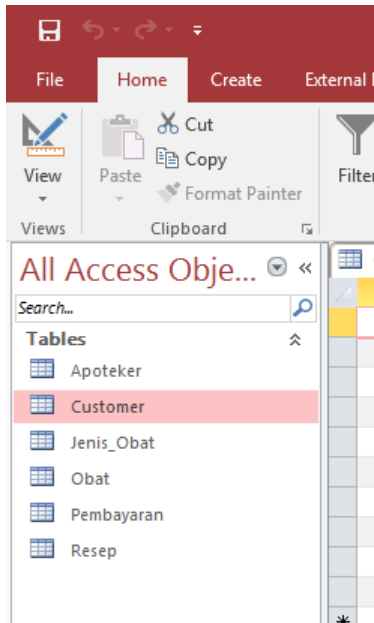 File Home Create External
View
Paste
Cut
Copy
Format Painter
Filter
Views
Clipboard
All Access Obje...
Search...
Tables
Apoteker
Customer
Jenis_Obat
Obat
Pembayaran
Resep